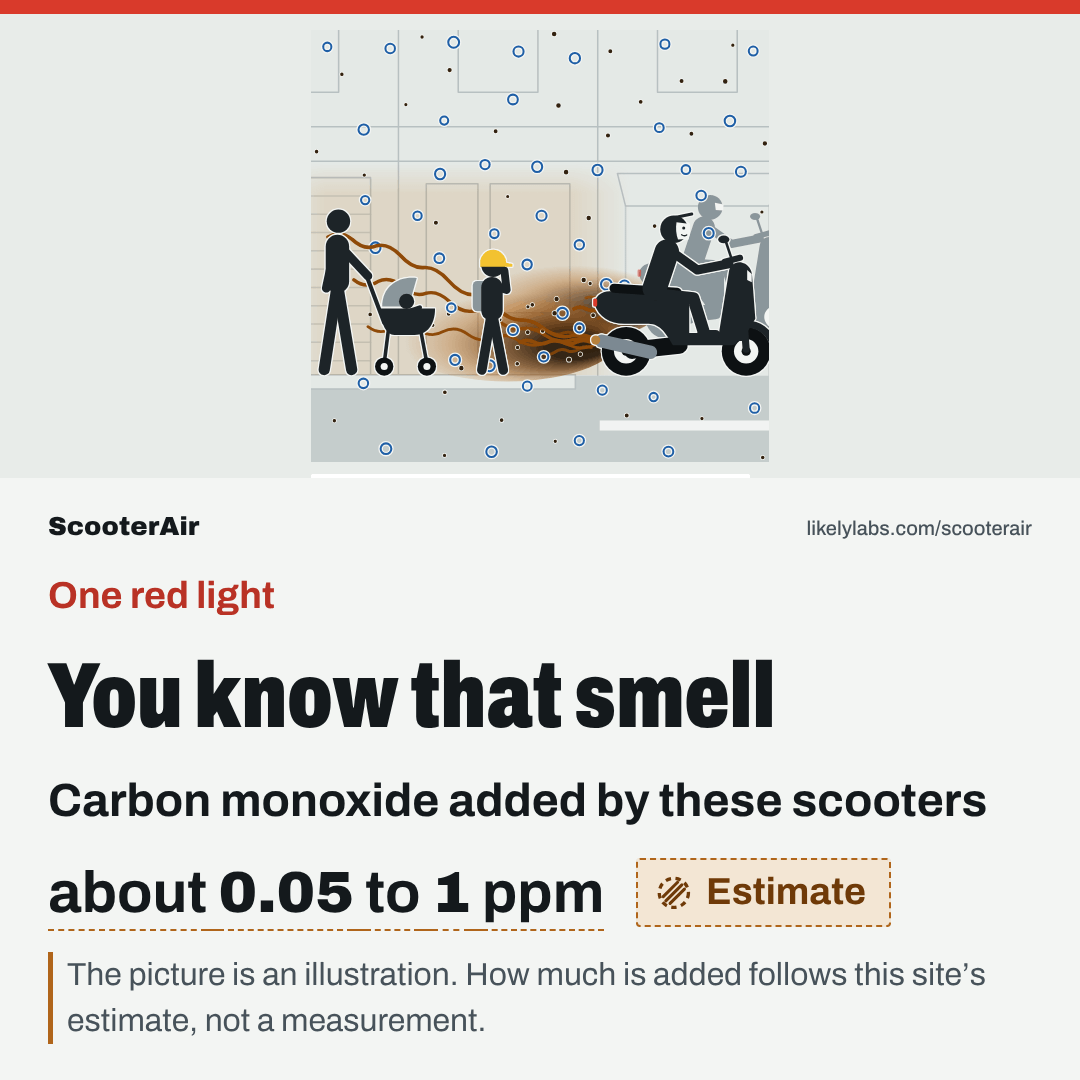 ScooterAir
likelylabs.com/scooterair
One red light
You know that smell
Carbon monoxide added by these scooters
about 0.05 to 1 ppm
Estimate
The picture is an illustration. How much is added follows this site’s
estimate, not a measurement.